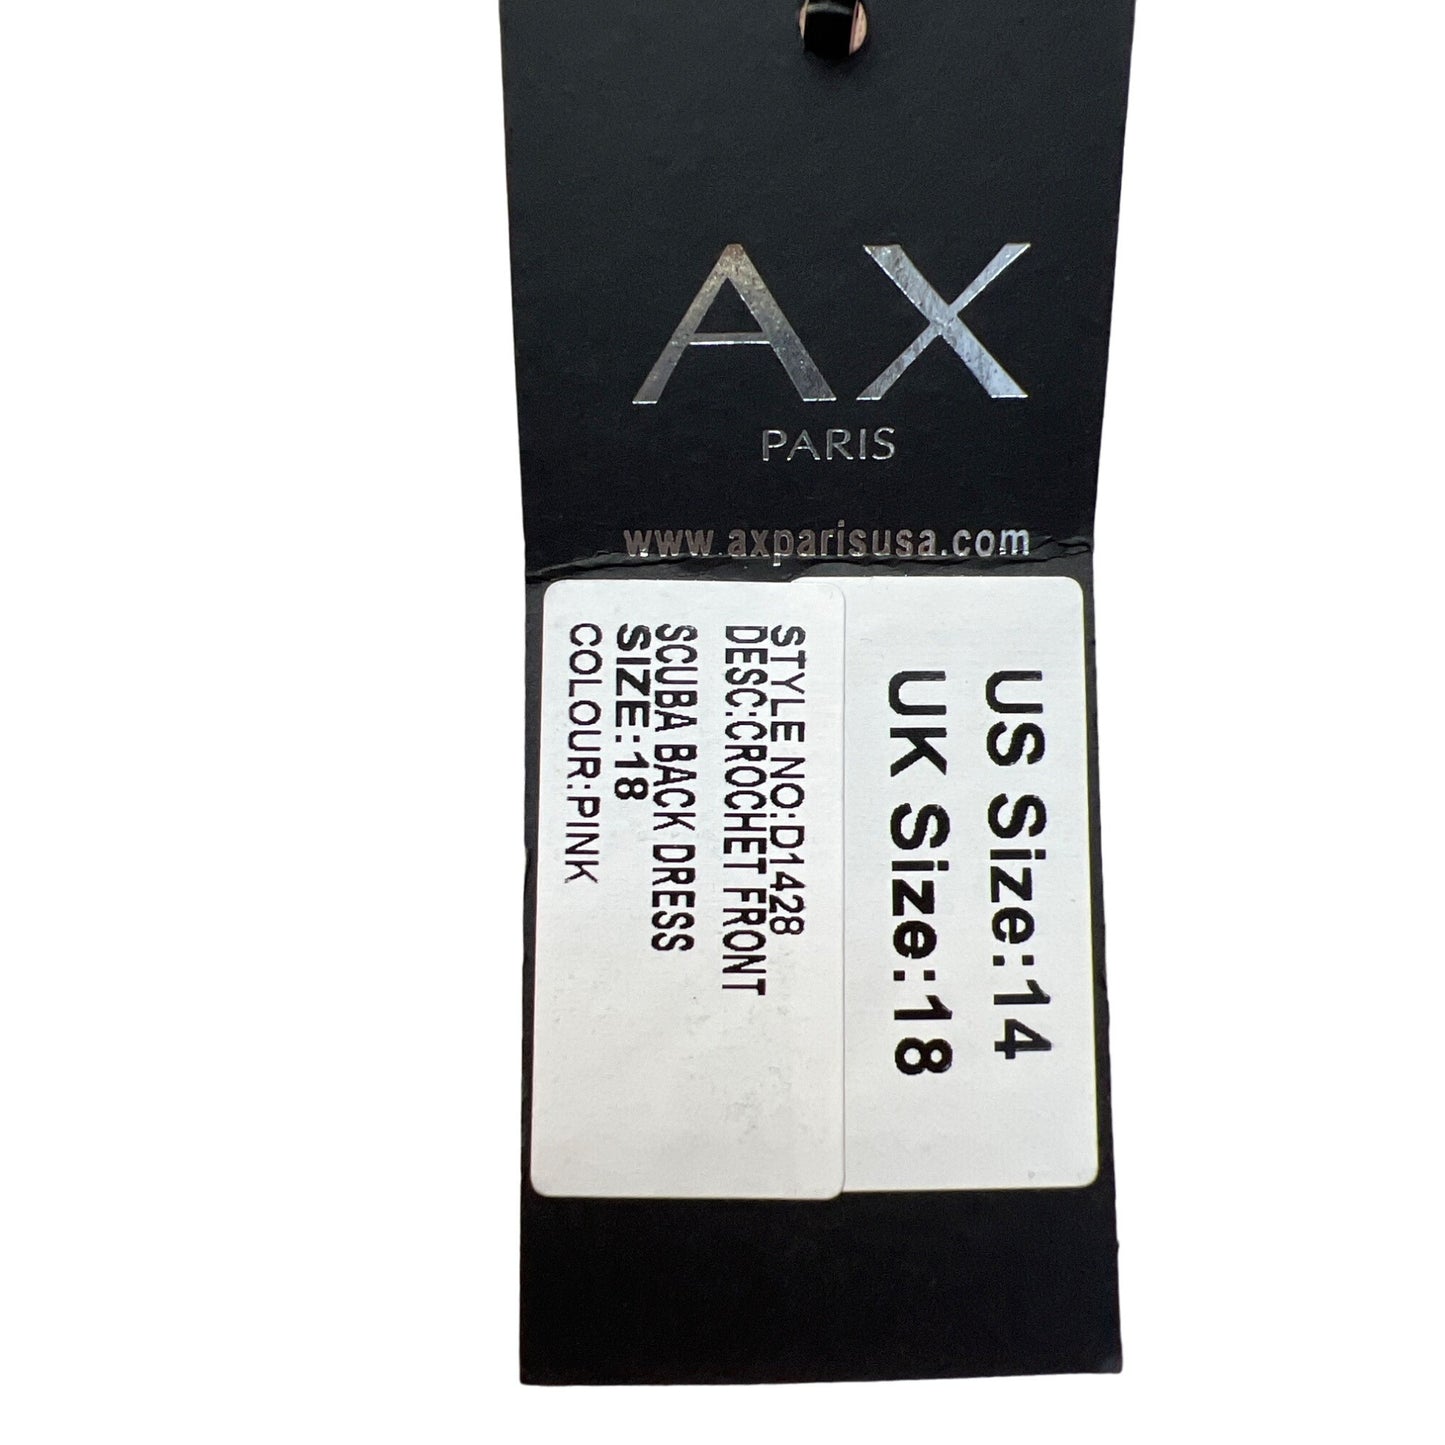 AX
PARIS
www.axparisusa.com
US Size:14
UK Size:18
STYLE NO:D1428
DESC:CROCHET FRONT
SCUBA BACK DRESS
SIZE:18
COLOUR:PINK